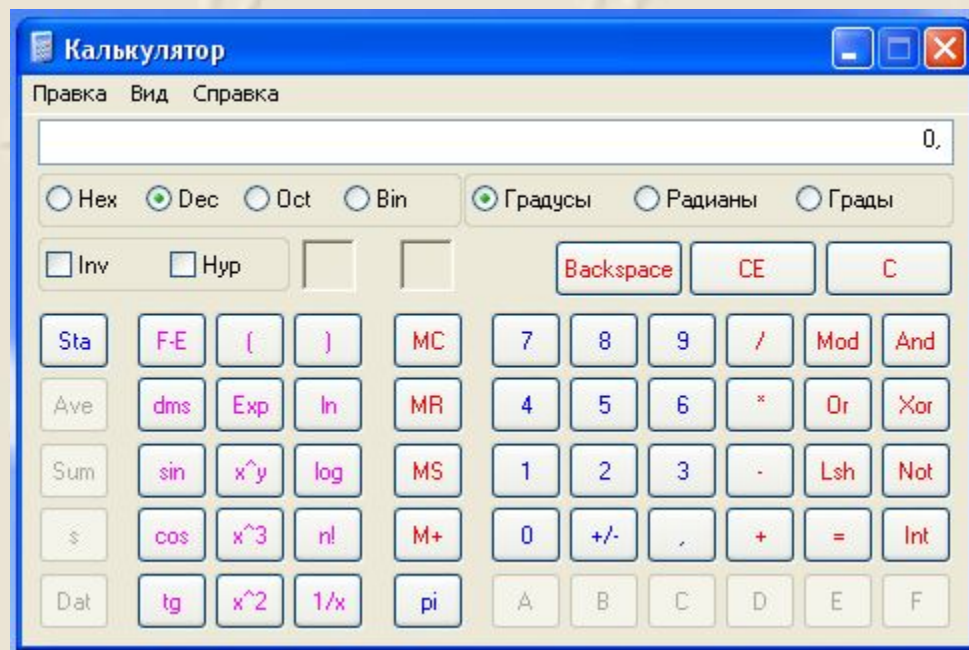 Калькулятор
Правка Вид Справка
0,
Hex Dec Oct Bin Градусы Радианы Грады
Inv Hyp Backspace CE C
Sta F-E ( ) MC 7 8 9 / Mod And
Ave dms Exp ln MR 4 5 6 * Or Xor
Sum sin x^y log MS 1 2 3 - Lsh Not
s cos x^3 n! M+ 0 +/- , + = Int
Dat tg x^2 1/x pi A B C D E F